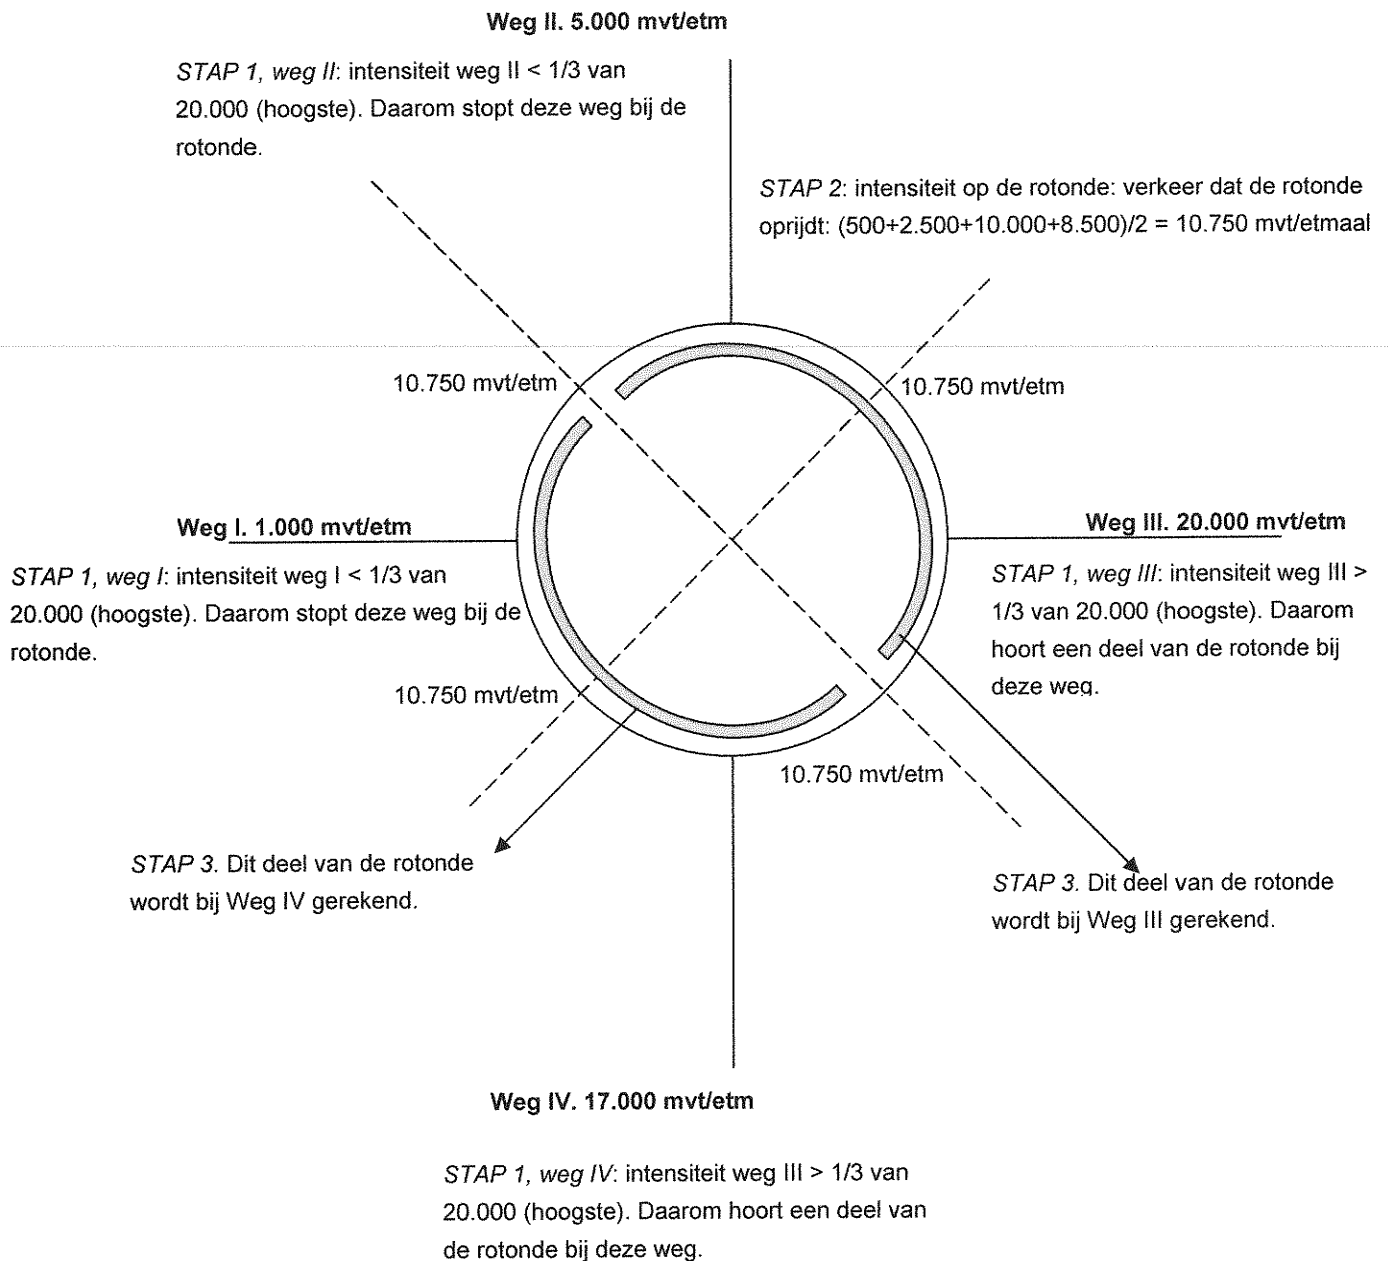 Weg II. 5.000 mvt/etm
STAP 1, weg II: intensiteit weg II < 1/3 van
20.000 (hoogste). Daarom stopt deze weg bij de
rotonde.
STAP 2: intensiteit op de rotonde: verkeer dat de rotonde
oprijdt: (500+2.500+10.000+8.500)/2 = 10.750 mvt/etmaal
10.750 mvt/etm
10.750 mvt/etm
Weg I. 1.000 mvt/etm
STAP 1, weg I: intensiteit weg I < 1/3 van
20.000 (hoogste). Daarom stopt deze weg bij de
rotonde.
Weg III. 20.000 mvt/etm
STAP 1, weg III: intensiteit weg III >
1/3 van 20.000 (hoogste). Daarom
hoort een deel van de rotonde bij
deze weg.
10.750 mvt/etm
10.750 mvt/etm
STAP 3. Dit deel van de rotonde
wordt bij Weg IV gerekend.
STAP 3. Dit deel van de rotonde
wordt bij Weg III gerekend.
Weg IV. 17.000 mvt/etm
STAP 1, weg IV: intensiteit weg III > 1/3 van
20.000 (hoogste). Daarom hoort een deel van
de rotonde bij deze weg.